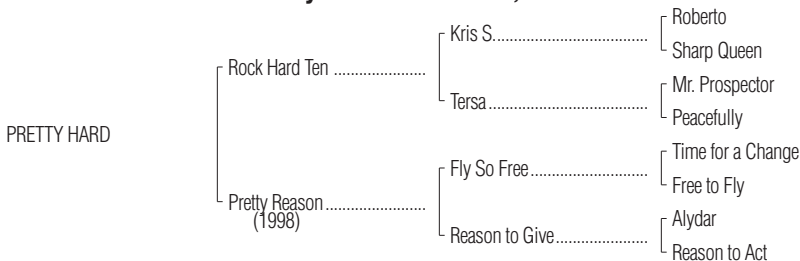 Roberto
Kris S.
Sharp Queen
Rock Hard Ten
Mr. Prospector
Tersa
Peacefully
PRETTY HARD
Time for a Change
Fly So Free
Free to Fly
Pretty Reason
(1998)
Alydar
Reason to Give
Reason to Act